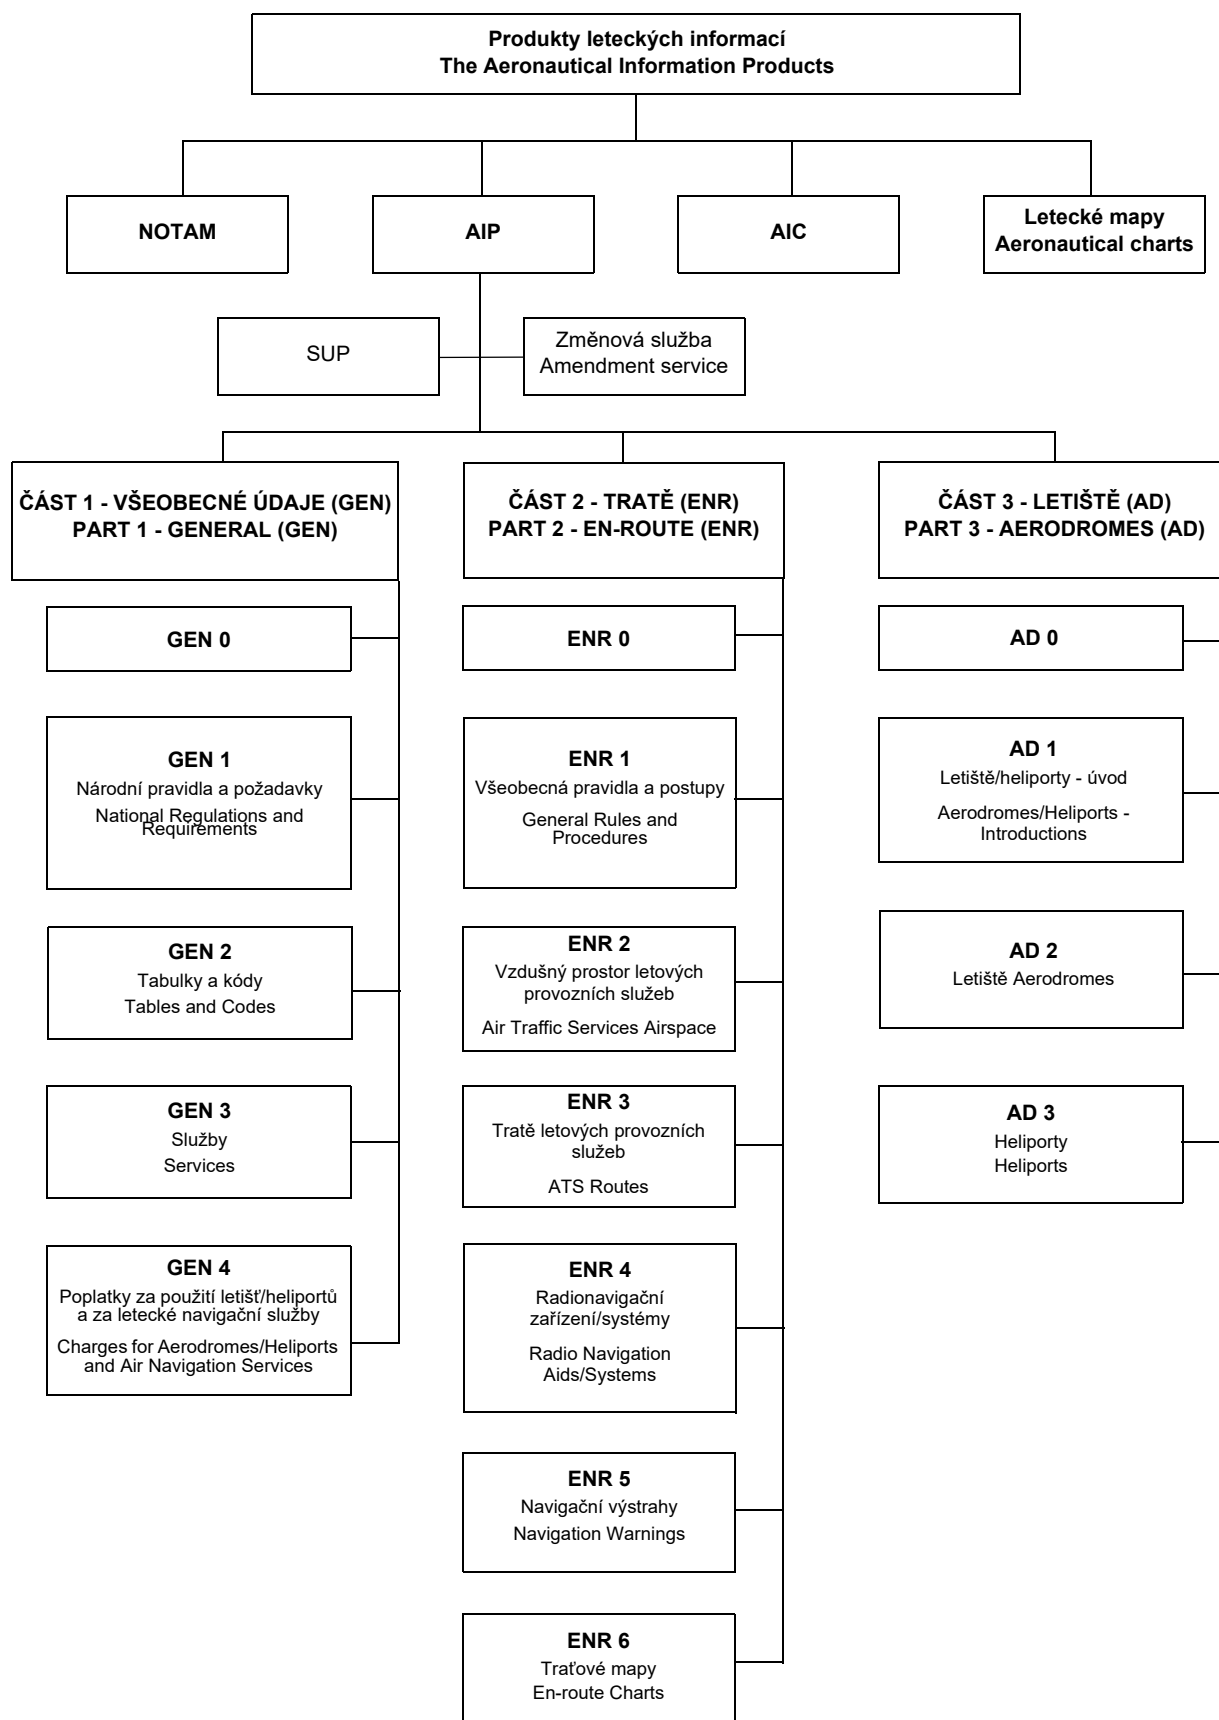 Produkty leteckých informací
The Aeronautical Information Products
NOTAM
AIP
AIC
Letecké mapy
Aeronautical charts
SUP
Změnová služba
Amendment service
ČÁST 1 - VŠEOBECNÉ ÚDAJE (GEN)
PART 1 - GENERAL (GEN)
ČÁST 2 - TRATĚ (ENR)
PART 2 - EN-ROUTE (ENR)
ČÁST 3 - LETIŠTĚ (AD)
PART 3 - AERODROMES (AD)
GEN 0
GEN 1
Národní pravidla a požadavky
National Regulations and
Requirements
GEN 2
Tabulky a kódy
Tables and Codes
GEN 3
Služby
Services
GEN 4
Poplatky za použití letišť/heliportů
a za letecké navigační služby
Charges for Aerodromes/Heliports
and Air Navigation Services
ENR 0
ENR 1
Všeobecná pravidla a postupy
General Rules and
Procedures
ENR 2
Vzdušný prostor letových
provozních služeb
Air Traffic Services Airspace
ENR 3
Tratě letových provozních
služeb
ATS Routes
ENR 4
Radionavigační
zařízení/systémy
Radio Navigation
Aids/Systems
ENR 5
Navigační výstrahy
Navigation Warnings
ENR 6
Traťové mapy
En-route Charts
AD 0
AD 1
Letiště/heliporty - úvod
Aerodromes/Heliports -
Introductions
AD 2
Letiště Aerodromes
AD 3
Heliporty
Heliports